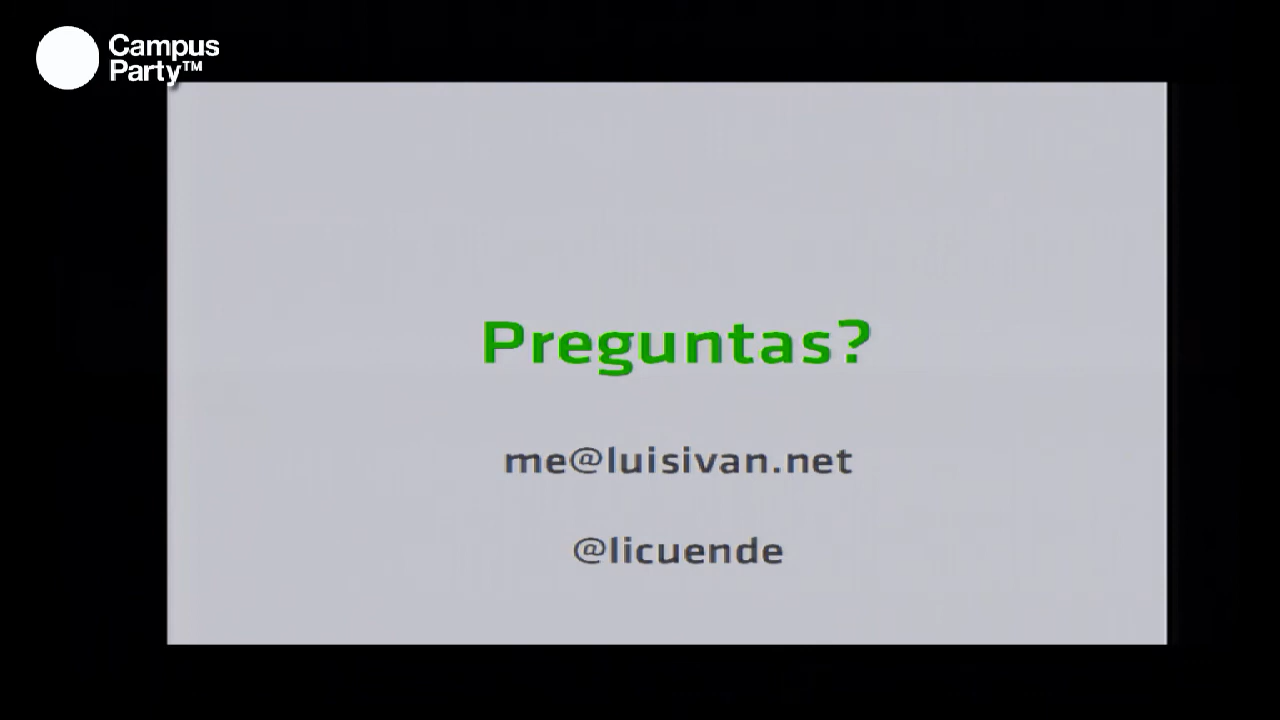 Campus
Party™
Preguntas?
me@luisivan.net
@licuende